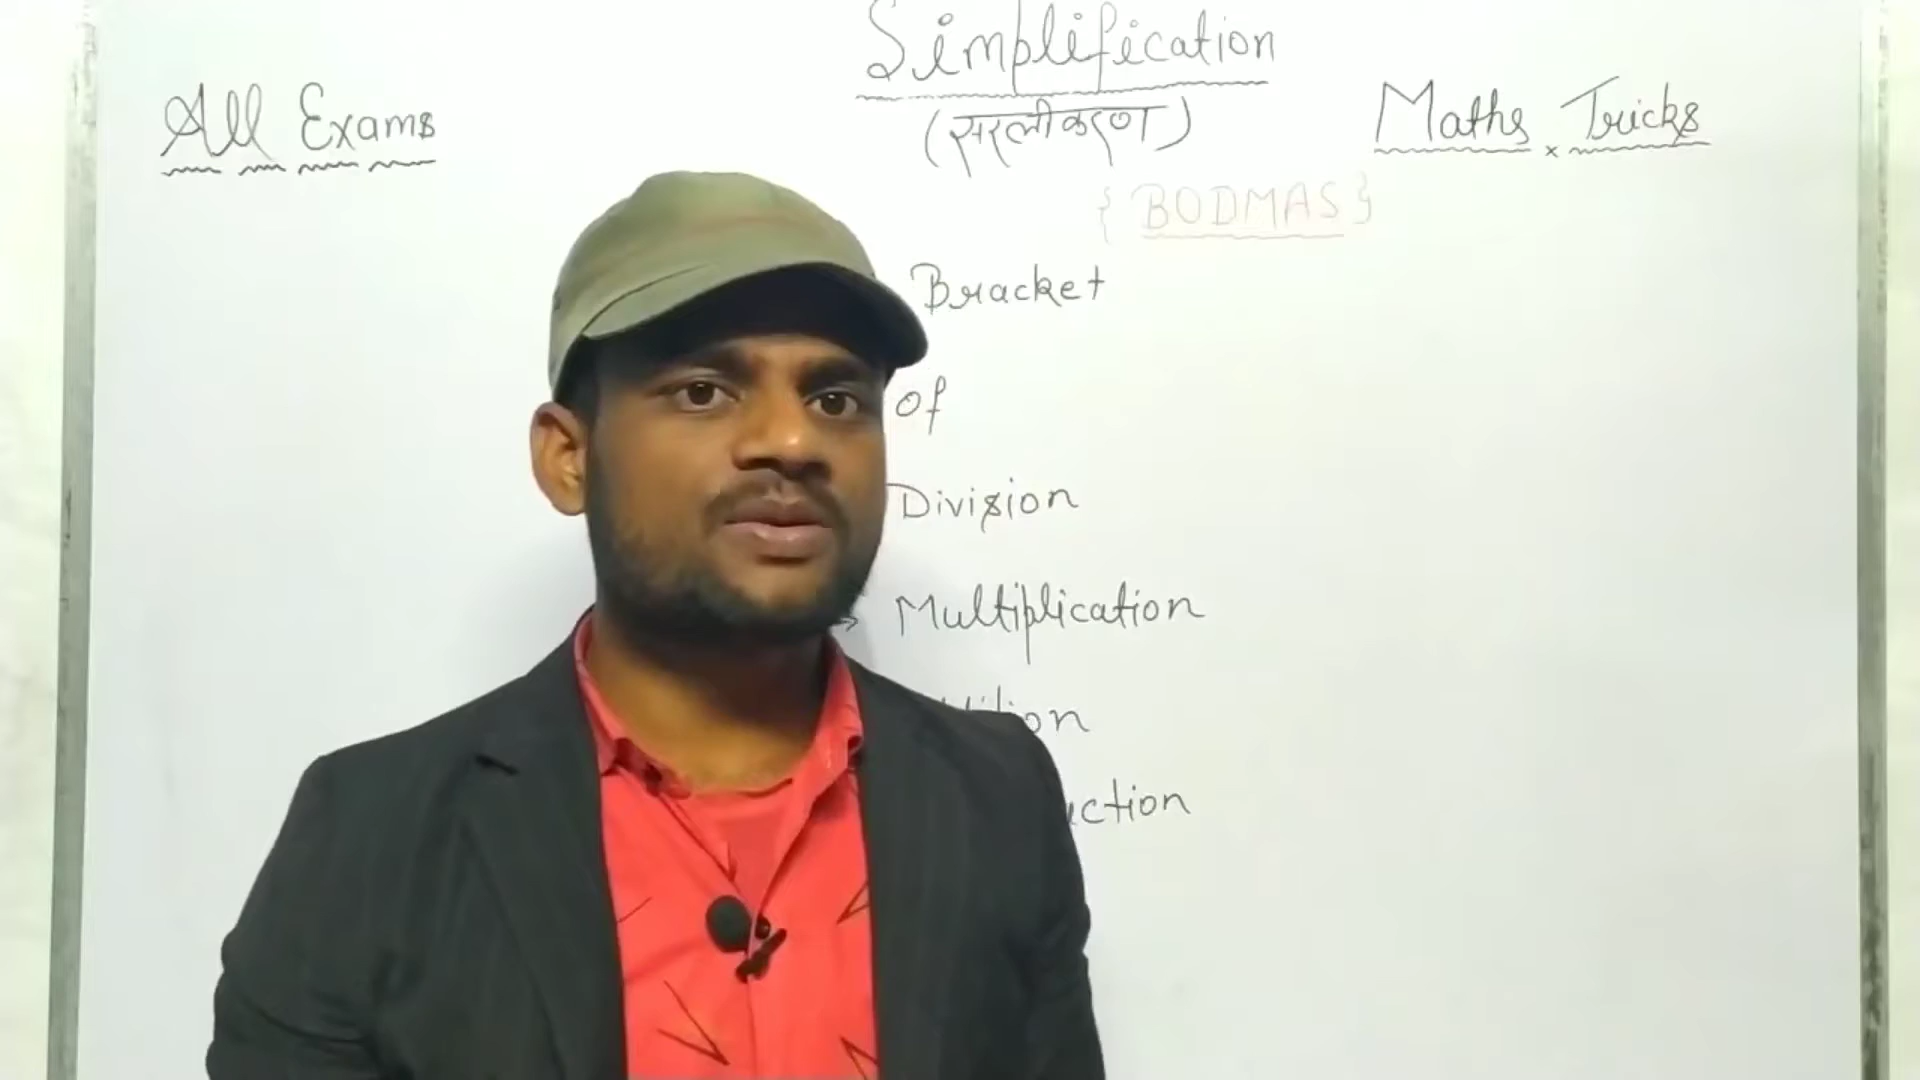 Simplification
All Exams
(सरलीकरण)
Maths Tricks
{ BODMAS }
Bracket
of
Division
Multiplication